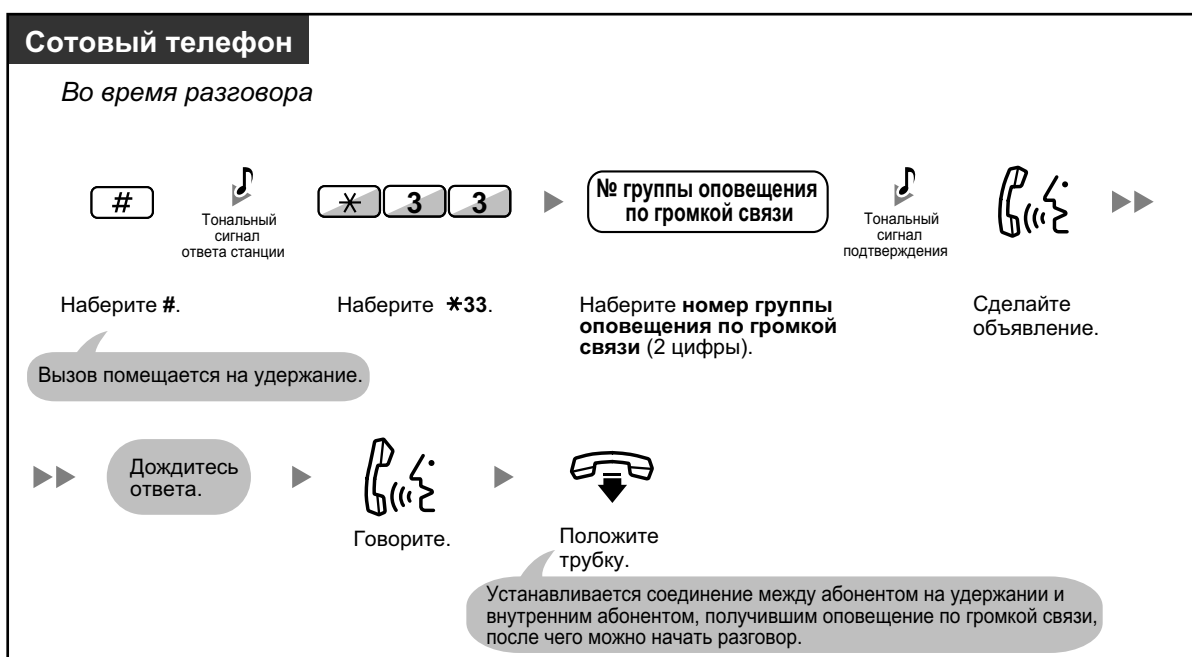 Сотовый телефон
Во время разговора
#
Тональный
сигнал
ответа станции
✳ 3 3
№ группы оповещения
по громкой связи
Тональный
сигнал
подтверждения
Наберите #.
Наберите ✳33.
Наберите номер группы
оповещения по громкой
связи (2 цифры).
Сделайте
объявление.
Вызов помещается на удержание.
Дождитесь
ответа.
Говорите.
Положите
трубку.
Устанавливается соединение между абонентом на удержании и
внутренним абонентом, получившим оповещение по громкой связи,
после чего можно начать разговор.